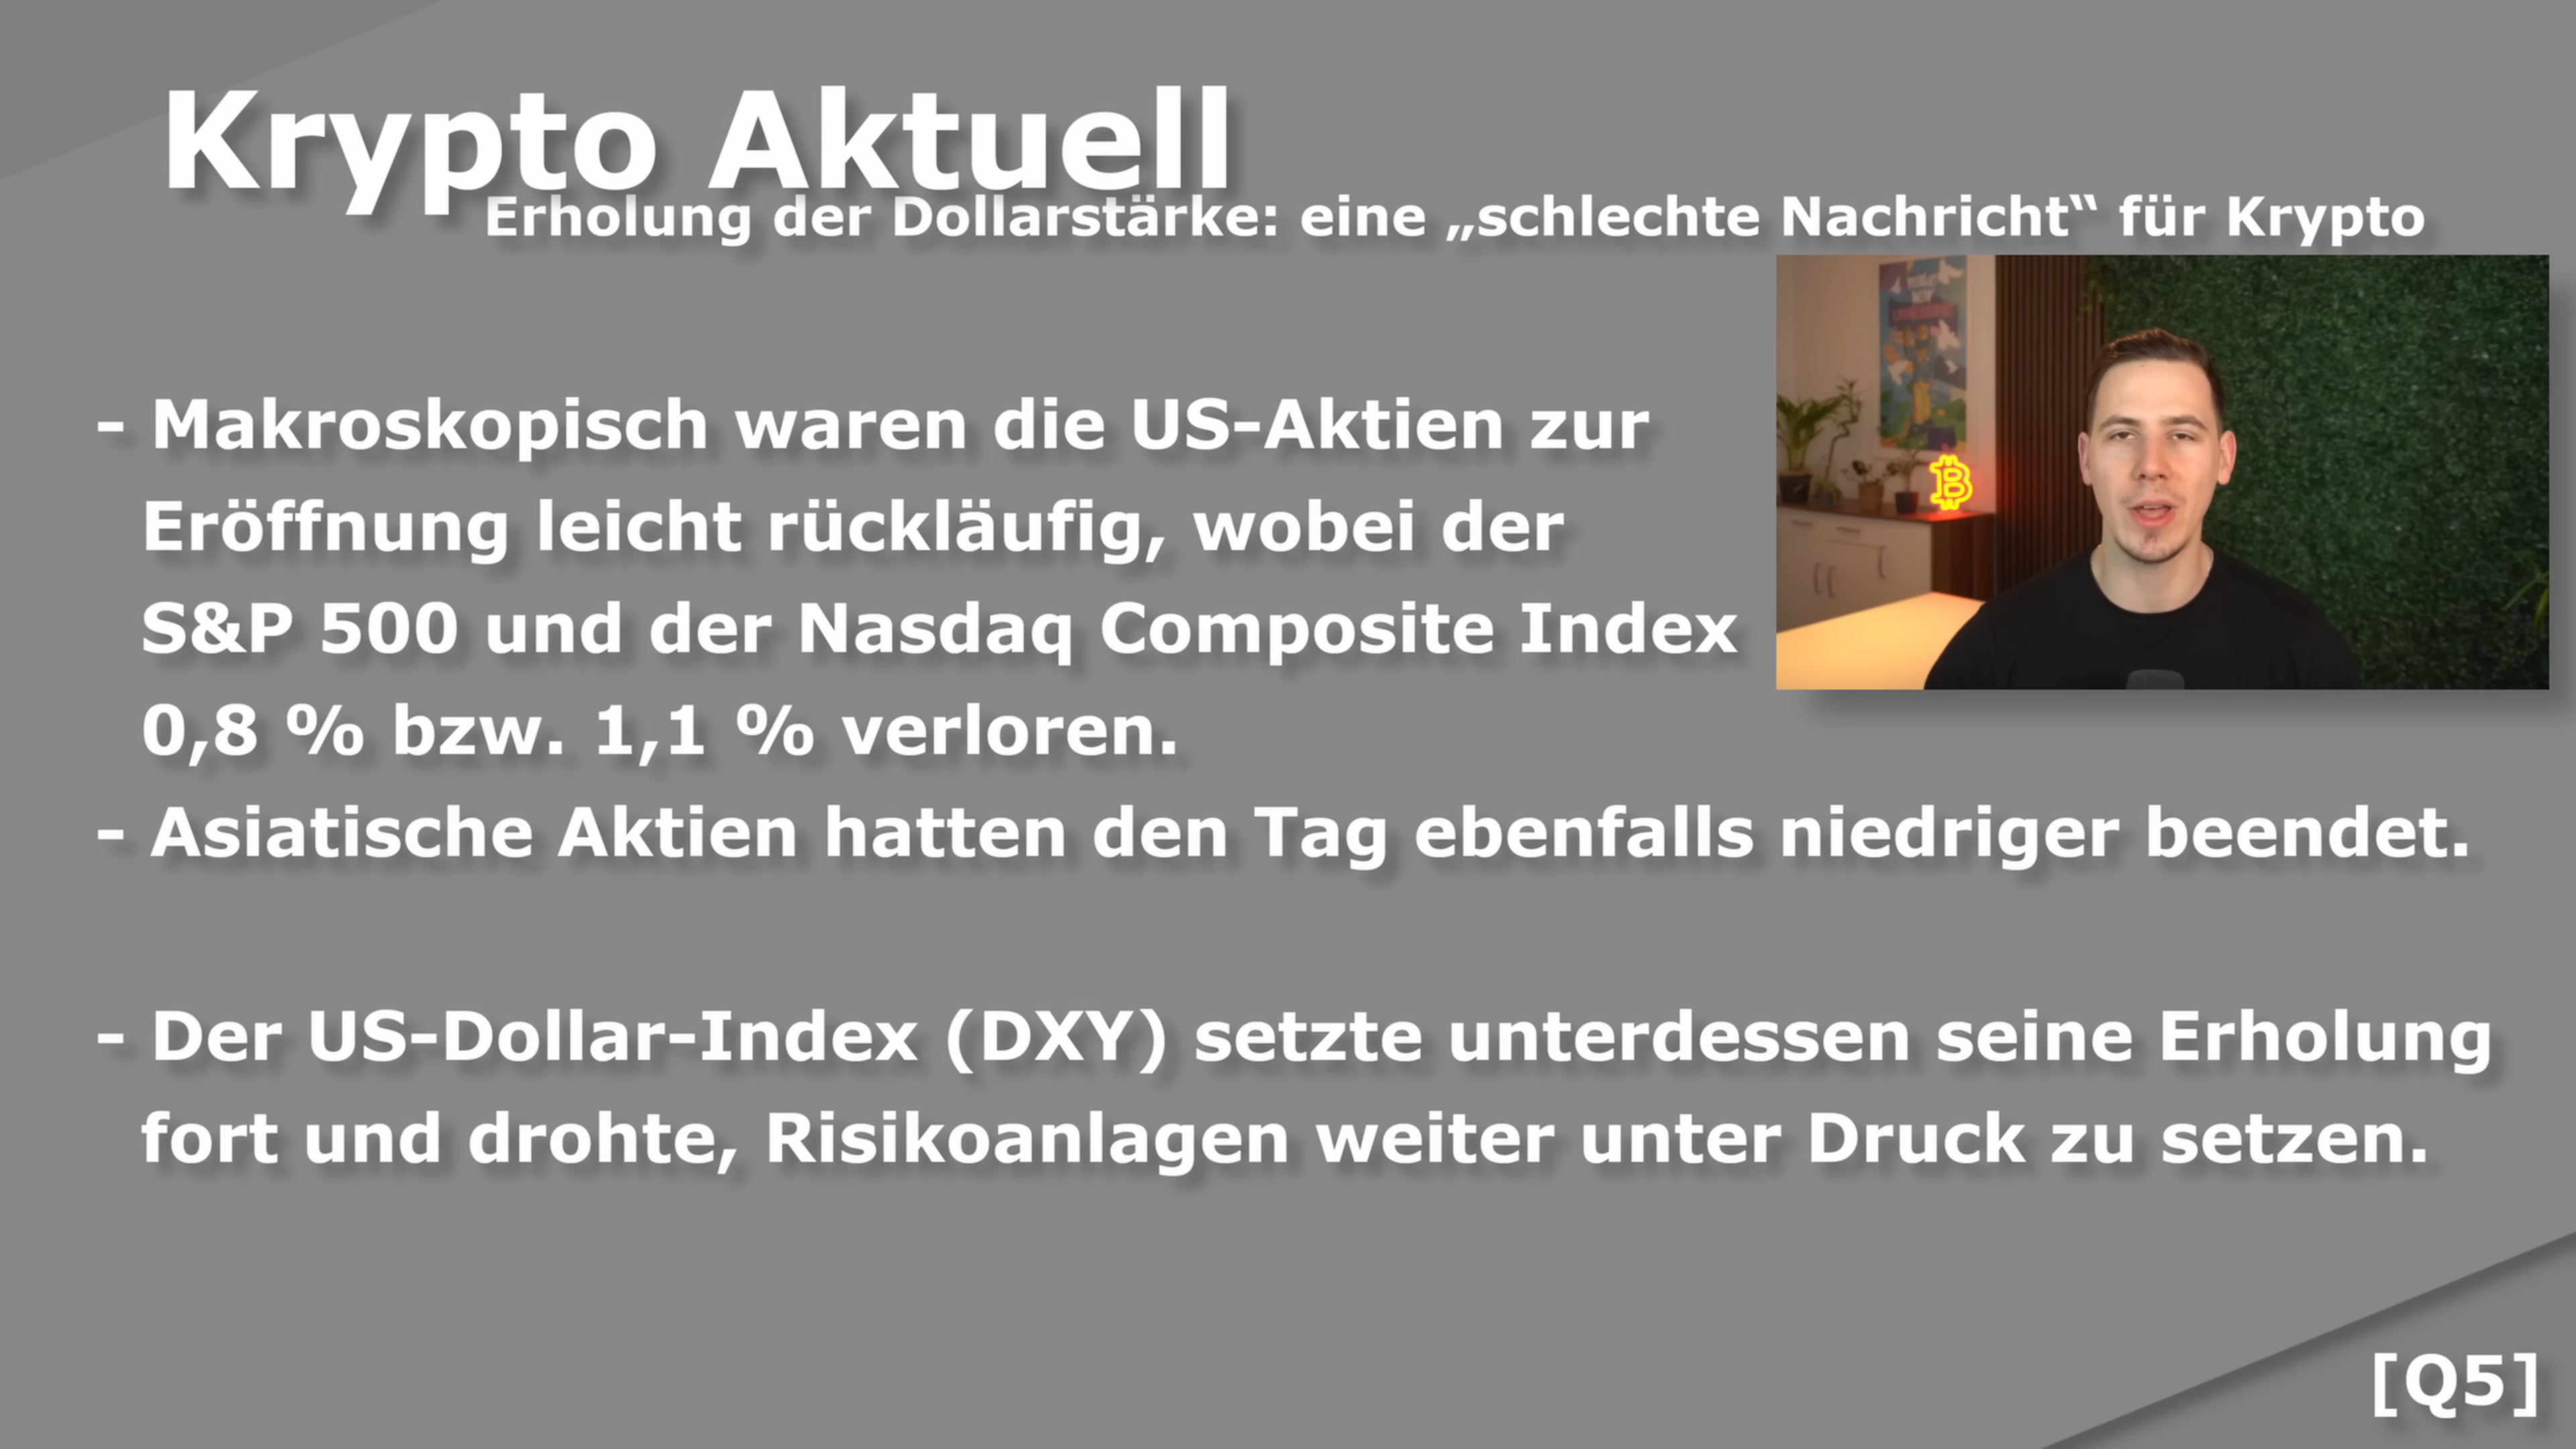 Krypto Aktuell
Erholung der Dollarstärke: eine „schlechte Nachricht“ für Krypto
- Makroskopisch waren die US-Aktien zur
Eröffnung leicht rückläufig, wobei der
S&P 500 und der Nasdaq Composite Index
0,8 % bzw. 1,1 % verloren.
- Asiatische Aktien hatten den Tag ebenfalls niedriger beendet.
- Der US-Dollar-Index (DXY) setzte unterdessen seine Erholung
fort und drohte, Risikoanlagen weiter unter Druck zu setzen.
[Q5]